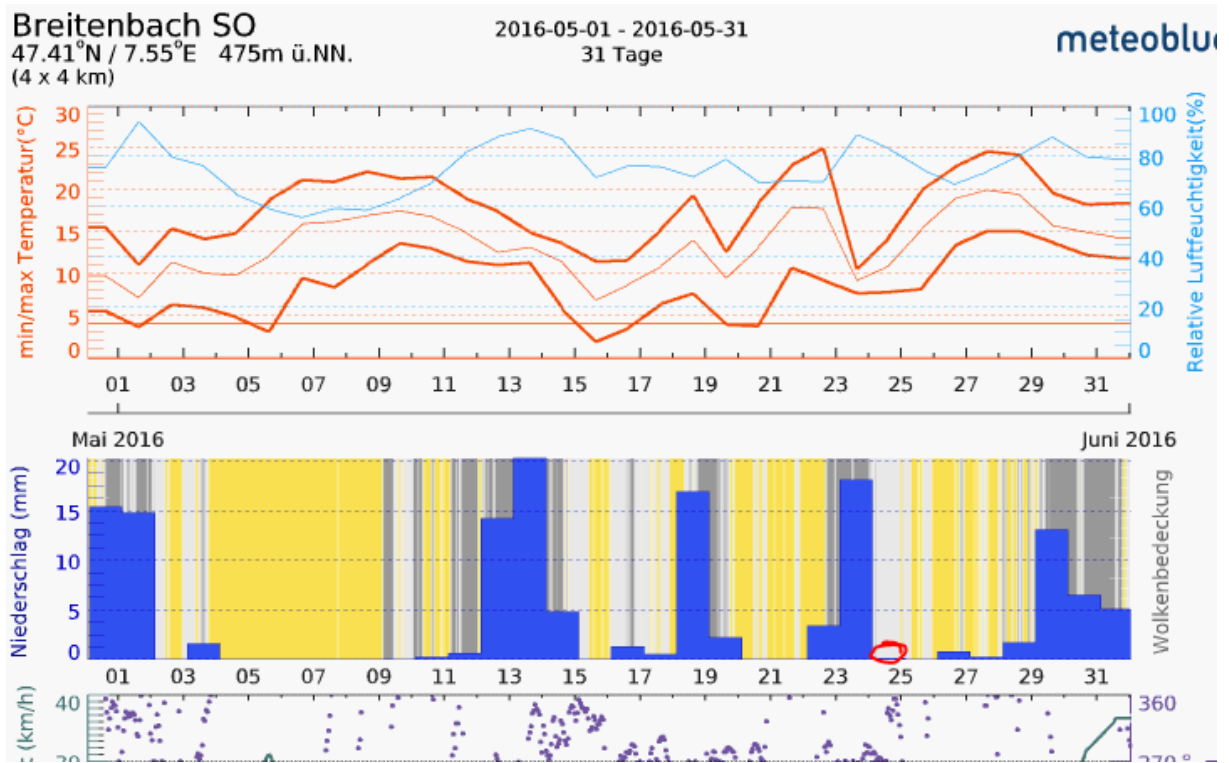 Breitenbach SO
2016-05-01 - 2016-05-31
meteoblue
47.41°N / 7.55°E 475m ü.NN.
31 Tage
(4 x 4 km)
min/max Temperatur(°C)
30
25
20
15
10
5
0
100
80
60
40
20
0
Relative Luftfeuchtigkeit(%)
01 03 05 07 09 11 13 15 17 19 21 23 25 27 29 31
Mai 2016
Juni 2016
Niederschlag (mm)
20
15
10
5
0
Wolkenbedeckung
01 03 05 07 09 11 13 15 17 19 21 23 25 27 29 31
(km/h)
40
360